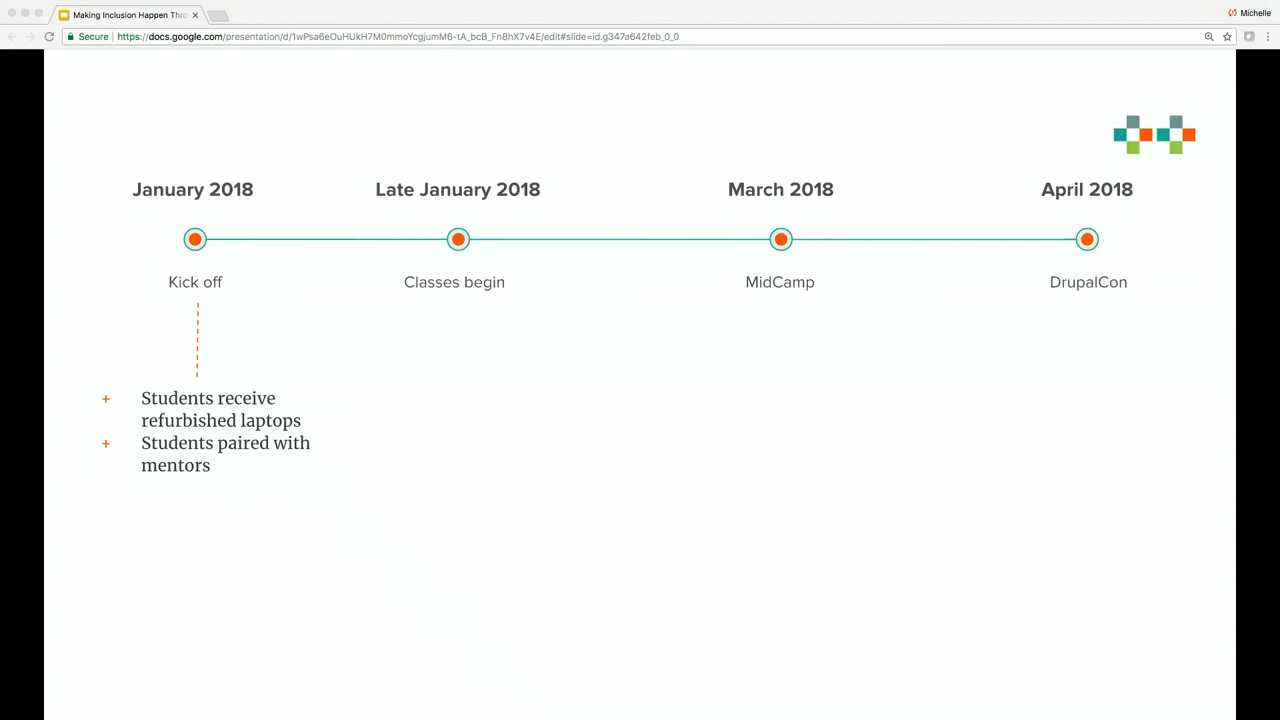 Making Inclusion Happen Thro
Michelle
Secure
https://docs.google.com/presentation/d/1wPsa6eOuHUkH7M0mmoYcgjumM6-tA_bcB_Fn8hX7v4E/edit#slide=id.g347a642feb_0_0
January 2018
Late January 2018
March 2018
April 2018
Kick off
Classes begin
MidCamp
DrupalCon
+ Students receive
refurbished laptops
+ Students paired with
mentors